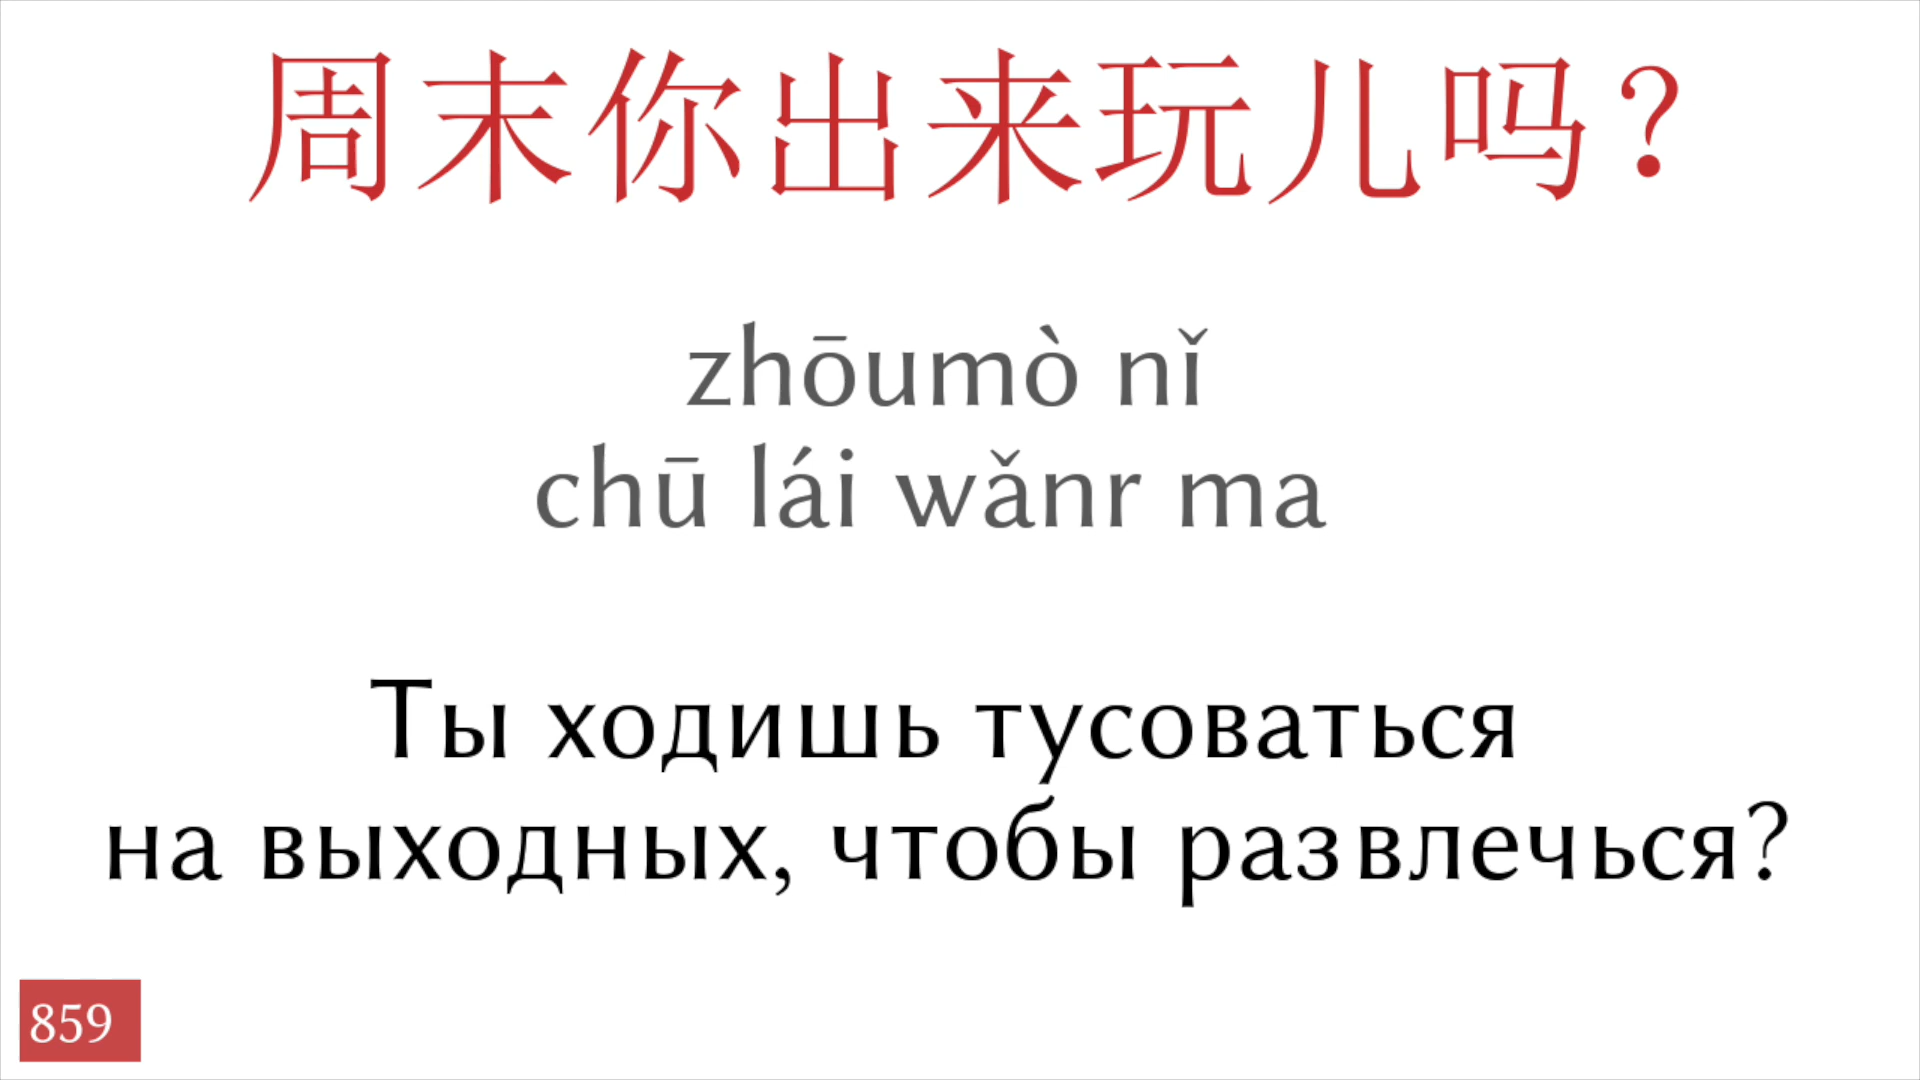 周末你出来玩儿吗？
zhōumò nǐ
chū lái wǎnr ma
Ты ходишь тусоваться
на выходных, чтобы развлечься?
859